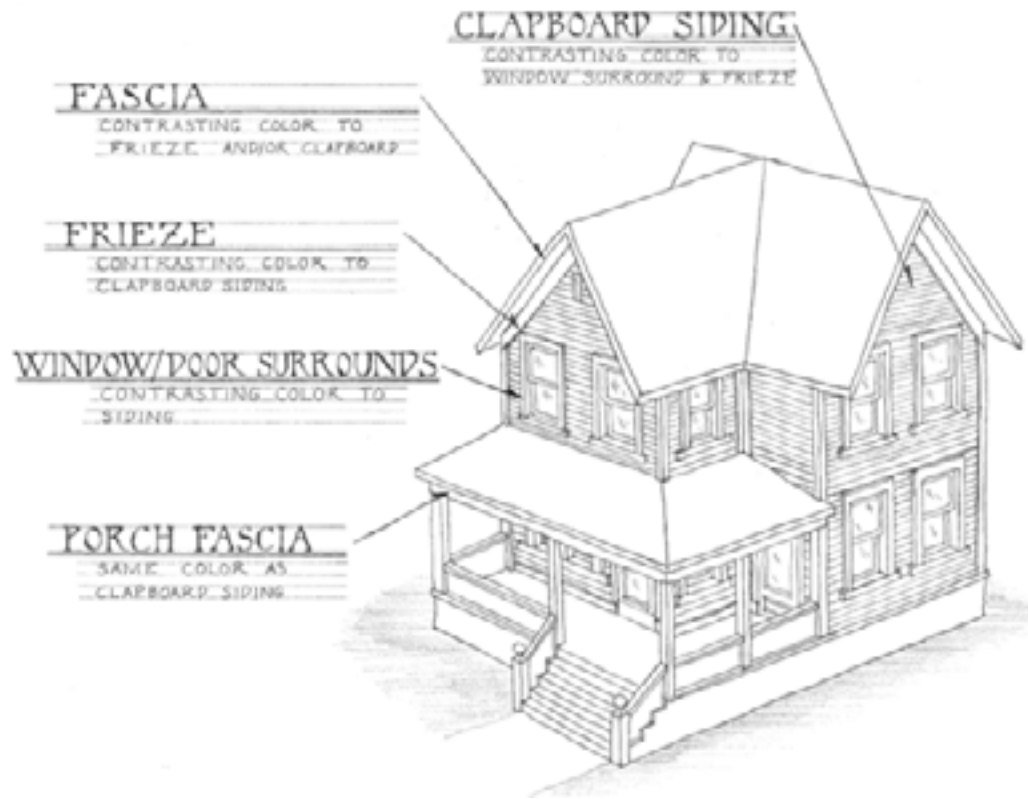 CLAPBOARD SIDING
CONTRASTING COLOR TO
WINDOW SURROUND & FRIEZE
FASCIA
CONTRASTING COLOR TO
FRIEZE AND/OR CLAPBOARD
FRIEZE
CONTRASTING COLOR TO
CLAPBOARD SIDING
WINDOW/DOOR SURROUNDS
CONTRASTING COLOR TO
SIDING
PORCH FASCIA
SAME COLOR AS
CLAPBOARD SIDING